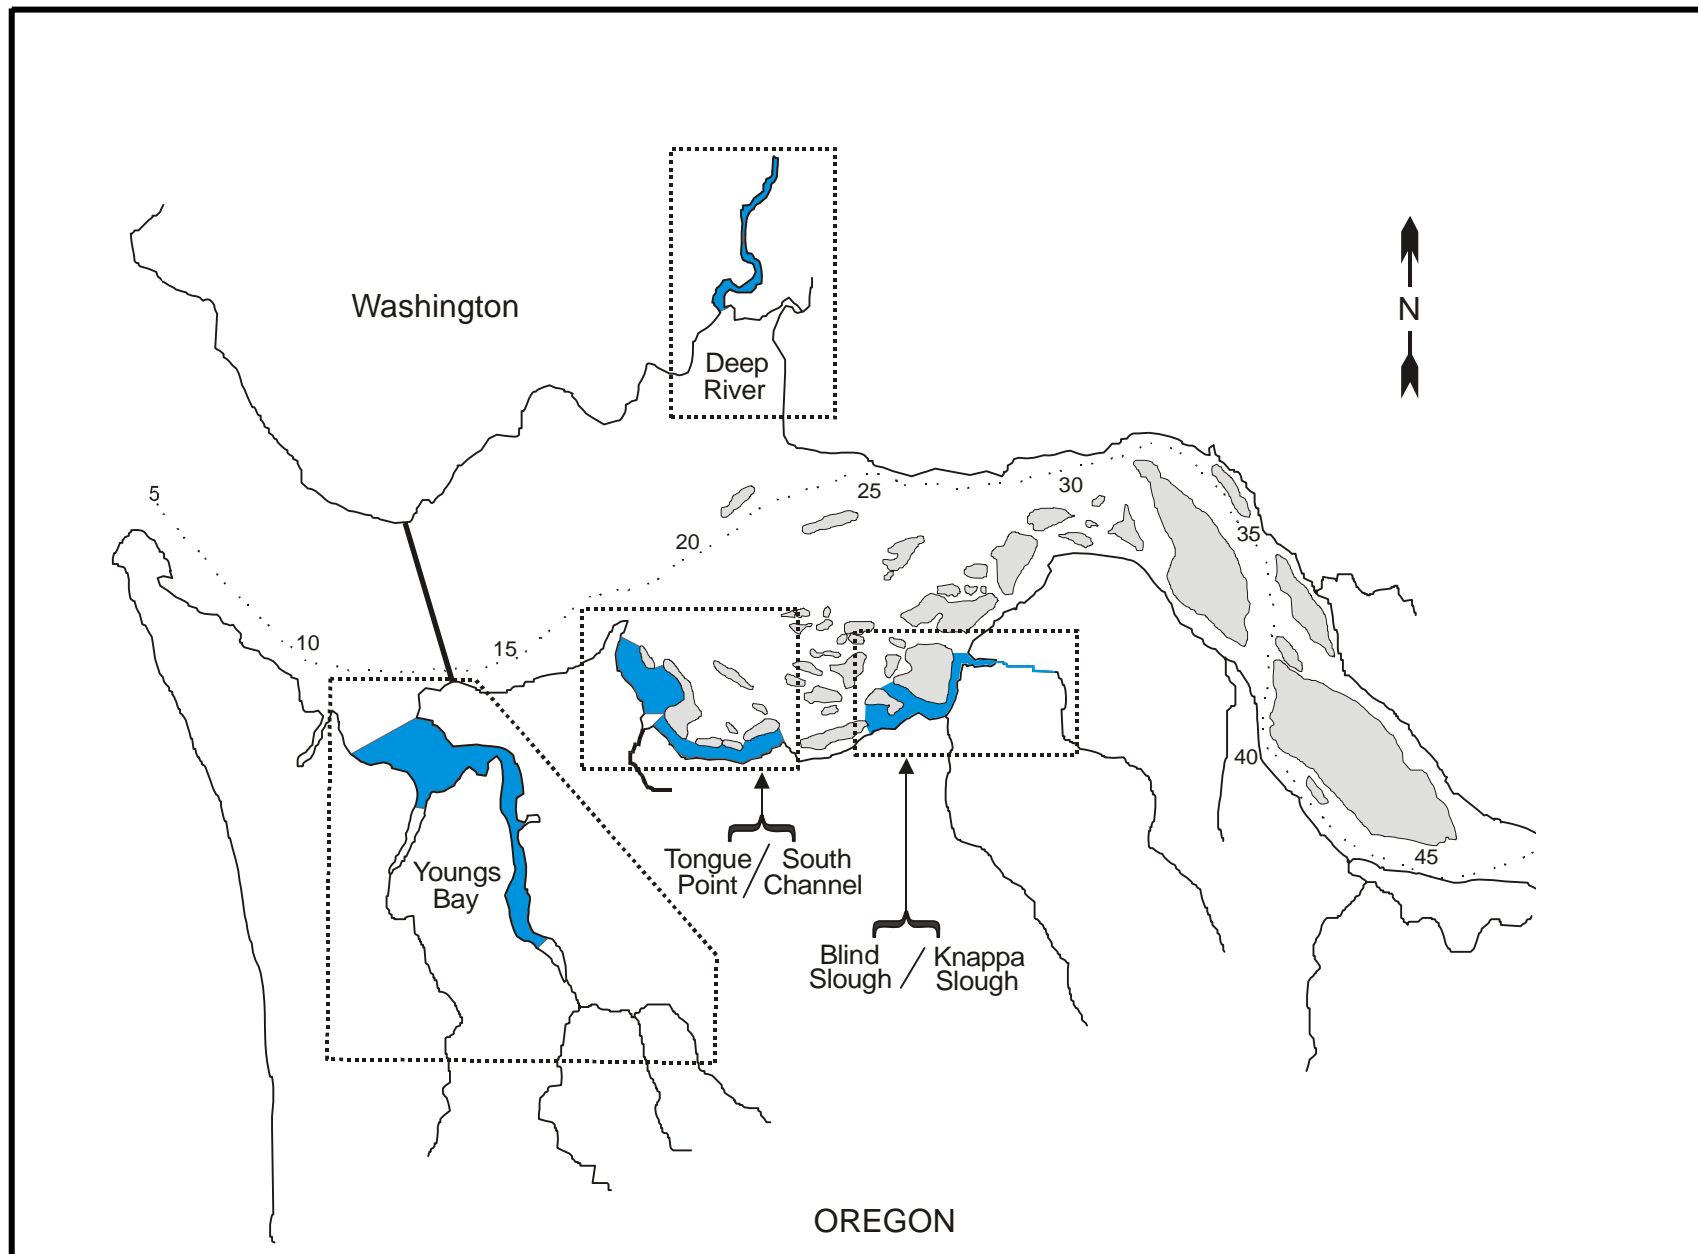 Washington
N
Deep
River
5
25
30
35
20
10
15
40
45
Tongue / South
Point / Channel
Youngs
Bay
Blind / Knappa
Slough / Slough
OREGON